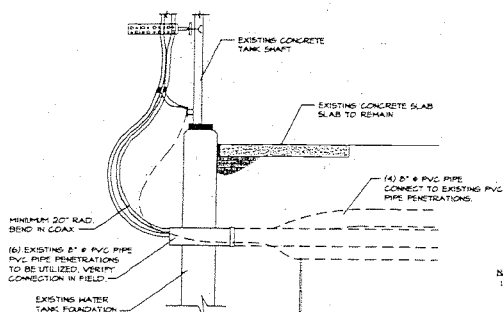 EXISTING CONCRETE
TANK SHAFT
EXISTING CONCRETE SLAB
SLAB TO REMAIN
(4) 8" ⌀ PVC PIPE
CONNECT TO EXISTING PVC
PIPE PENETRATIONS.
MINIMUM 20" RAD.
BEND IN COAX
(6) EXISTING 8" ⌀ PVC PIPE
PVC PIPE PENETRATIONS
TO BE UTILIZED, VERIFY
CONNECTION IN FIELD.
EXISTING WATER
TANK FOUNDATION